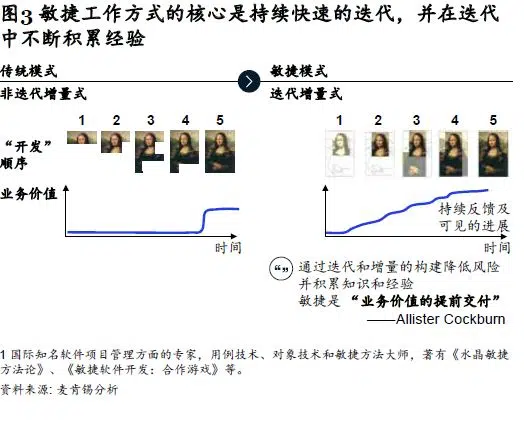 图3 敏捷工作方式的核心是持续快速的迭代，并在迭代
中不断积累经验
传统模式
敏捷模式
非迭代增量式
迭代增量式
1 2 3 4 5
1 2 3 4 5
“开发”
顺序
业务价值
时间
持续反馈及
可见的进展
时间
“”
通过迭代和增量的构建降低风险
并积累知识和经验
敏捷是“业务价值的提前交付”
——Allister Cockburn
1 国际知名软件项目管理方面的专家，用例技术、对象技术和敏捷方法大师，著有《水晶敏捷
方法论》、《敏捷软件开发：合作游戏》等。
资料来源: 麦肯锡分析